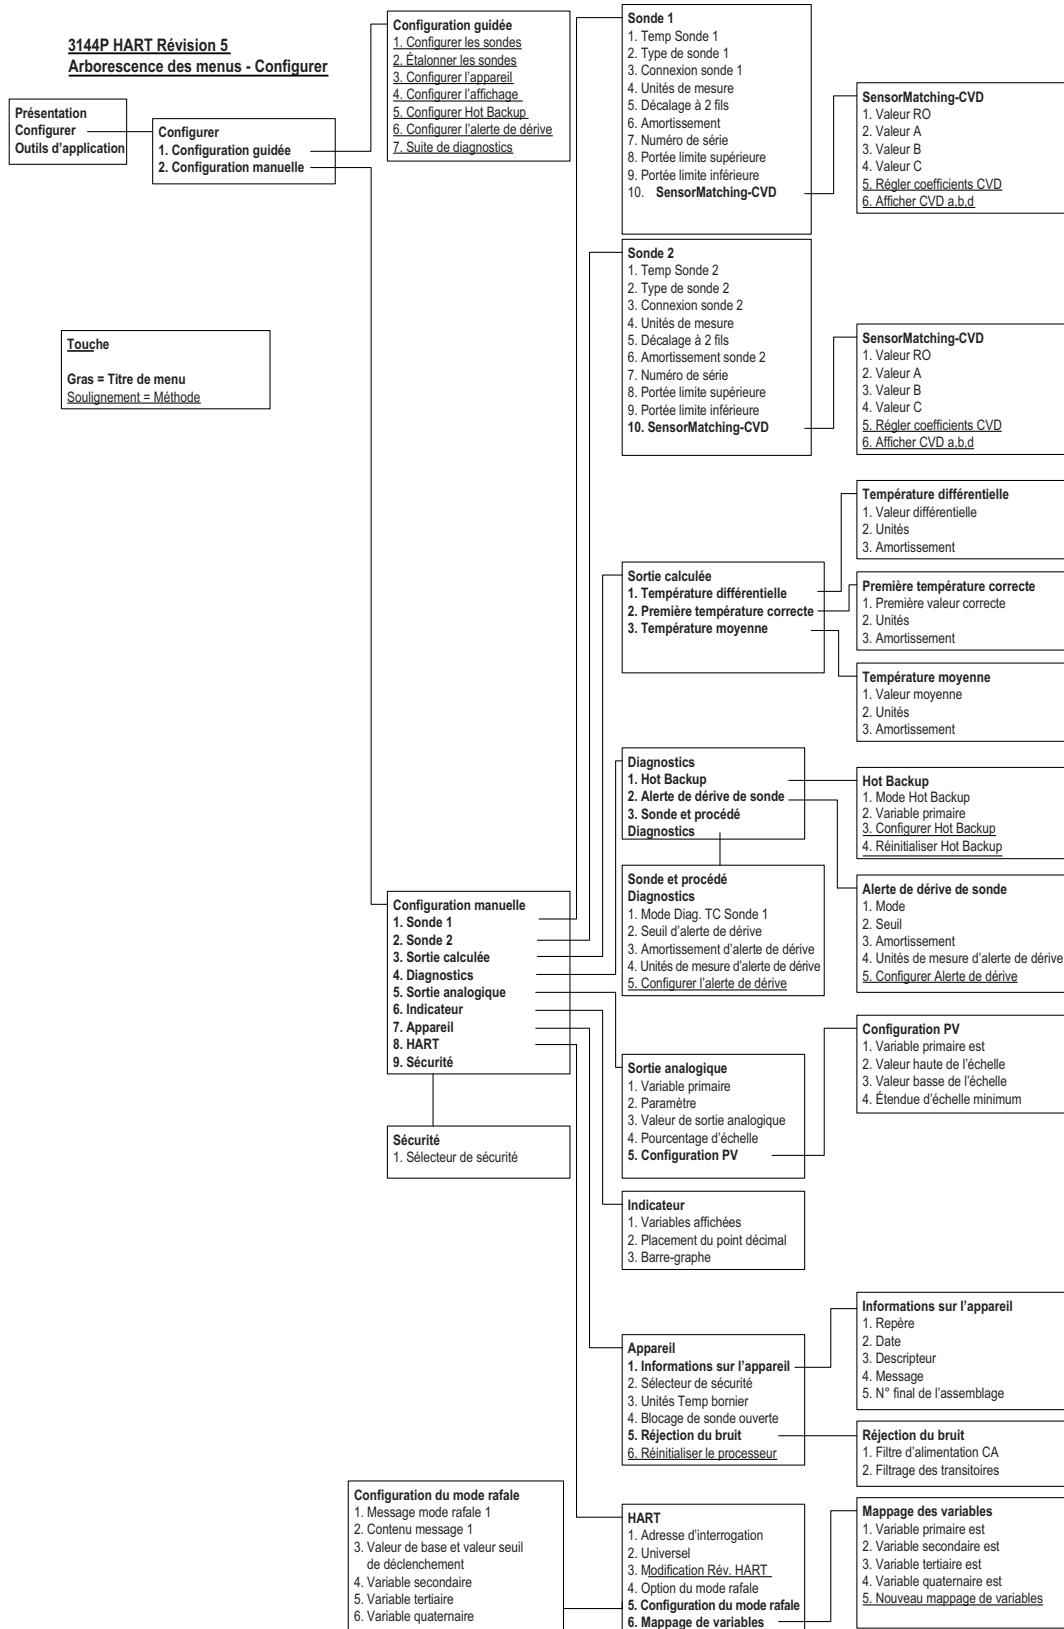 3144P HART Révision 5
Arborescence des menus - Configurer
Présentation
Configurer
Outils d'application
Configurer
1. Configuration guidée
2. Configuration manuelle
Touche
Gras = Titre de menu
Soulignement = Méthode
Configuration guidée
1. Configurer les sondes
2. Étalonner les sondes
3. Configurer l'appareil
4. Configurer l'affichage
5. Configurer Hot Backup
6. Configurer l'alerte de dérive
7. Suite de diagnostics
Configuration manuelle
1. Sonde 1
2. Sonde 2
3. Sortie calculée
4. Diagnostics
5. Sortie analogique
6. Indicateur
7. Appareil
8. HART
9. Sécurité
Sécurité
1. Sélecteur de sécurité
Sonde 1
1. Temp Sonde 1
2. Type de sonde 1
3. Connexion sonde 1
4. Unités de mesure
5. Décalage à 2 fils
6. Amortissement
7. Numéro de série
8. Portée limite supérieure
9. Portée limite inférieure
10. SensorMatching-CVD
SensorMatching-CVD
1. Valeur RO
2. Valeur A
3. Valeur B
4. Valeur C
5. Régler coefficients CVD
6. Afficher CVD a,b,d
Sonde 2
1. Temp Sonde 2
2. Type de sonde 2
3. Connexion sonde 2
4. Unités de mesure
5. Décalage à 2 fils
6. Amortissement sonde 2
7. Numéro de série
8. Portée limite supérieure
9. Portée limite inférieure
10. SensorMatching-CVD
SensorMatching-CVD
1. Valeur RO
2. Valeur A
3. Valeur B
4. Valeur C
5. Régler coefficients CVD
6. Afficher CVD a,b,d
Sortie calculée
1. Température différentielle
2. Première température correcte
3. Température moyenne
Température différentielle
1. Valeur différentielle
2. Unités
3. Amortissement
Première température correcte
1. Première valeur correcte
2. Unités
3. Amortissement
Température moyenne
1. Valeur moyenne
2. Unités
3. Amortissement
Diagnostics
1. Hot Backup
2. Alerte de dérive de sonde
3. Sonde et procédé
Diagnostics
Hot Backup
1. Mode Hot Backup
2. Variable primaire
3. Configurer Hot Backup
4. Réinitialiser Hot Backup
Sonde et procédé
Diagnostics
1. Mode Diag. TC Sonde 1
2. Seuil d'alerte de dérive
3. Amortissement d'alerte de dérive
4. Unités de mesure d'alerte de dérive
5. Configurer l'alerte de dérive
Alerte de dérive de sonde
1. Mode
2. Seuil
3. Amortissement
4. Unités de mesure d'alerte de dérive
5. Configurer Alerte de dérive
Sortie analogique
1. Variable primaire
2. Paramètre
3. Valeur de sortie analogique
4. Pourcentage d'échelle
5. Configuration PV
Configuration PV
1. Variable primaire est
2. Valeur haute de l'échelle
3. Valeur basse de l'échelle
4. Étendue d'échelle minimum
Indicateur
1. Variables affichées
2. Placement du point décimal
3. Barre-graphe
Appareil
1. Informations sur l'appareil
2. Sélecteur de sécurité
3. Unités Temp bornier
4. Blocage de sonde ouverte
5. Réjection du bruit
6. Réinitialiser le processeur
Informations sur l'appareil
1. Repère
2. Date
3. Descripteur
4. Message
5. N° final de l'assemblage
Réjection du bruit
1. Filtre d'alimentation CA
2. Filtrage des transitoires
Configuration du mode rafale
1. Message mode rafale 1
2. Contenu message 1
3. Valeur de base et valeur seuil
de déclenchement
4. Variable secondaire
5. Variable tertiaire
6. Variable quaternaire
HART
1. Adresse d'interrogation
2. Universel
3. Modification Rév. HART
4. Option du mode rafale
5. Configuration du mode rafale
6. Mappage de variables
Mappage des variables
1. Variable primaire est
2. Variable secondaire est
3. Variable tertiaire est
4. Variable quaternaire est
5. Nouveau mappage de variables